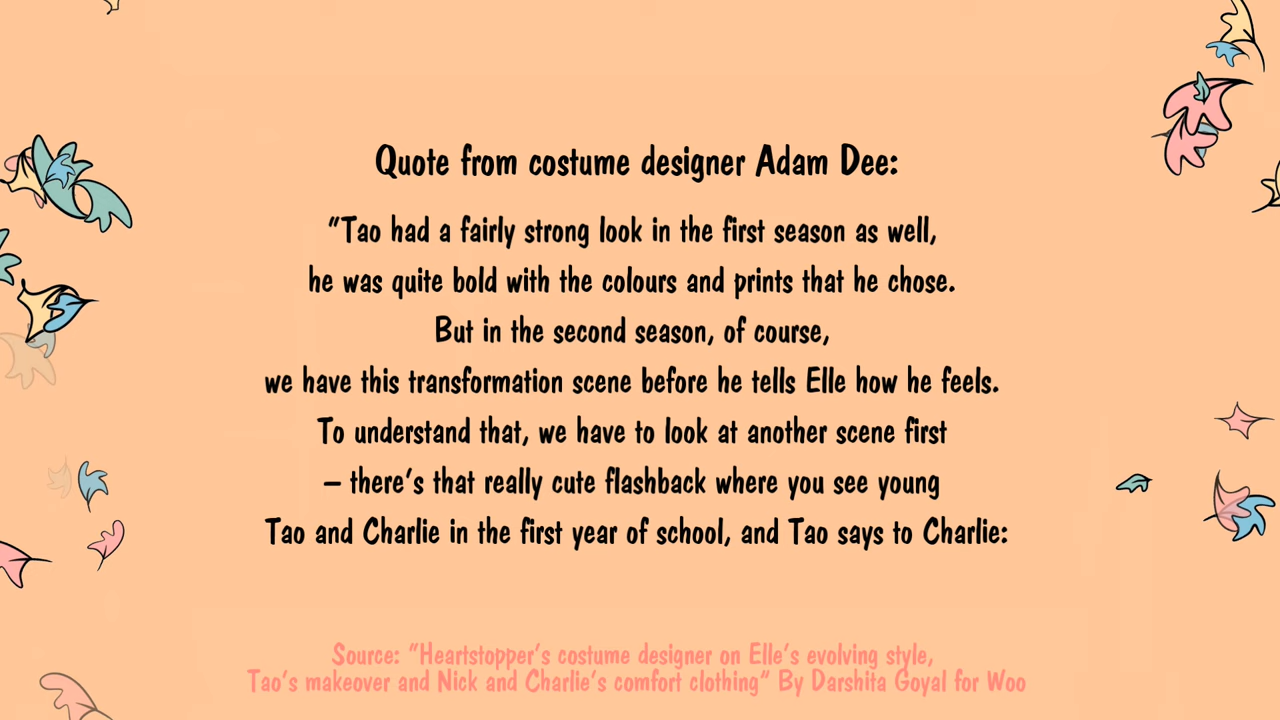 Quote from costume designer Adam Dee:
"Tao had a fairly strong look in the first season as well,
he was quite bold with the colours and prints that he chose.
But in the second season, of course,
we have this transformation scene before he tells Elle how he feels.
To understand that, we have to look at another scene first
– there's that really cute flashback where you see young
Tao and Charlie in the first year of school, and Tao says to Charlie:
Source: "Heartstopper's costume designer on Elle's evolving style,
Tao's makeover and Nick and Charlie's comfort clothing" By Darshita Goyal for Woo